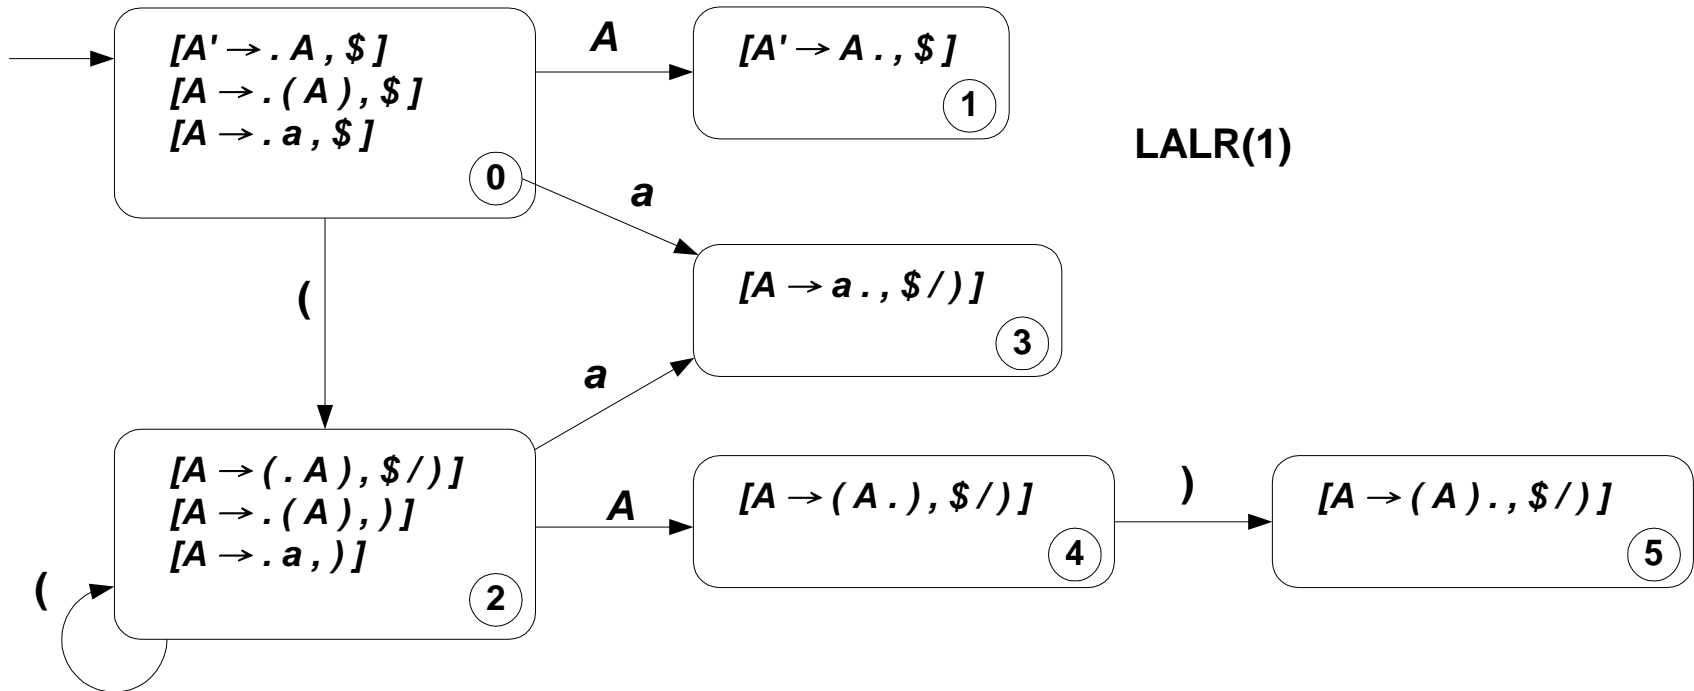 [A' → . A , $ ]
[A → . ( A ) , $ ]
[A → . a , $ ]
0
A
[A' → A . , $ ]
1
LALR(1)
a
[A → a . , $ / ) ]
3
(
a
[A → ( . A ) , $ / ) ]
[A → . ( A ) , ) ]
[A → . a , ) ]
2
(
A
[A → ( A . ) , $ / ) ]
4
)
[A → ( A ) . , $ / ) ]
5